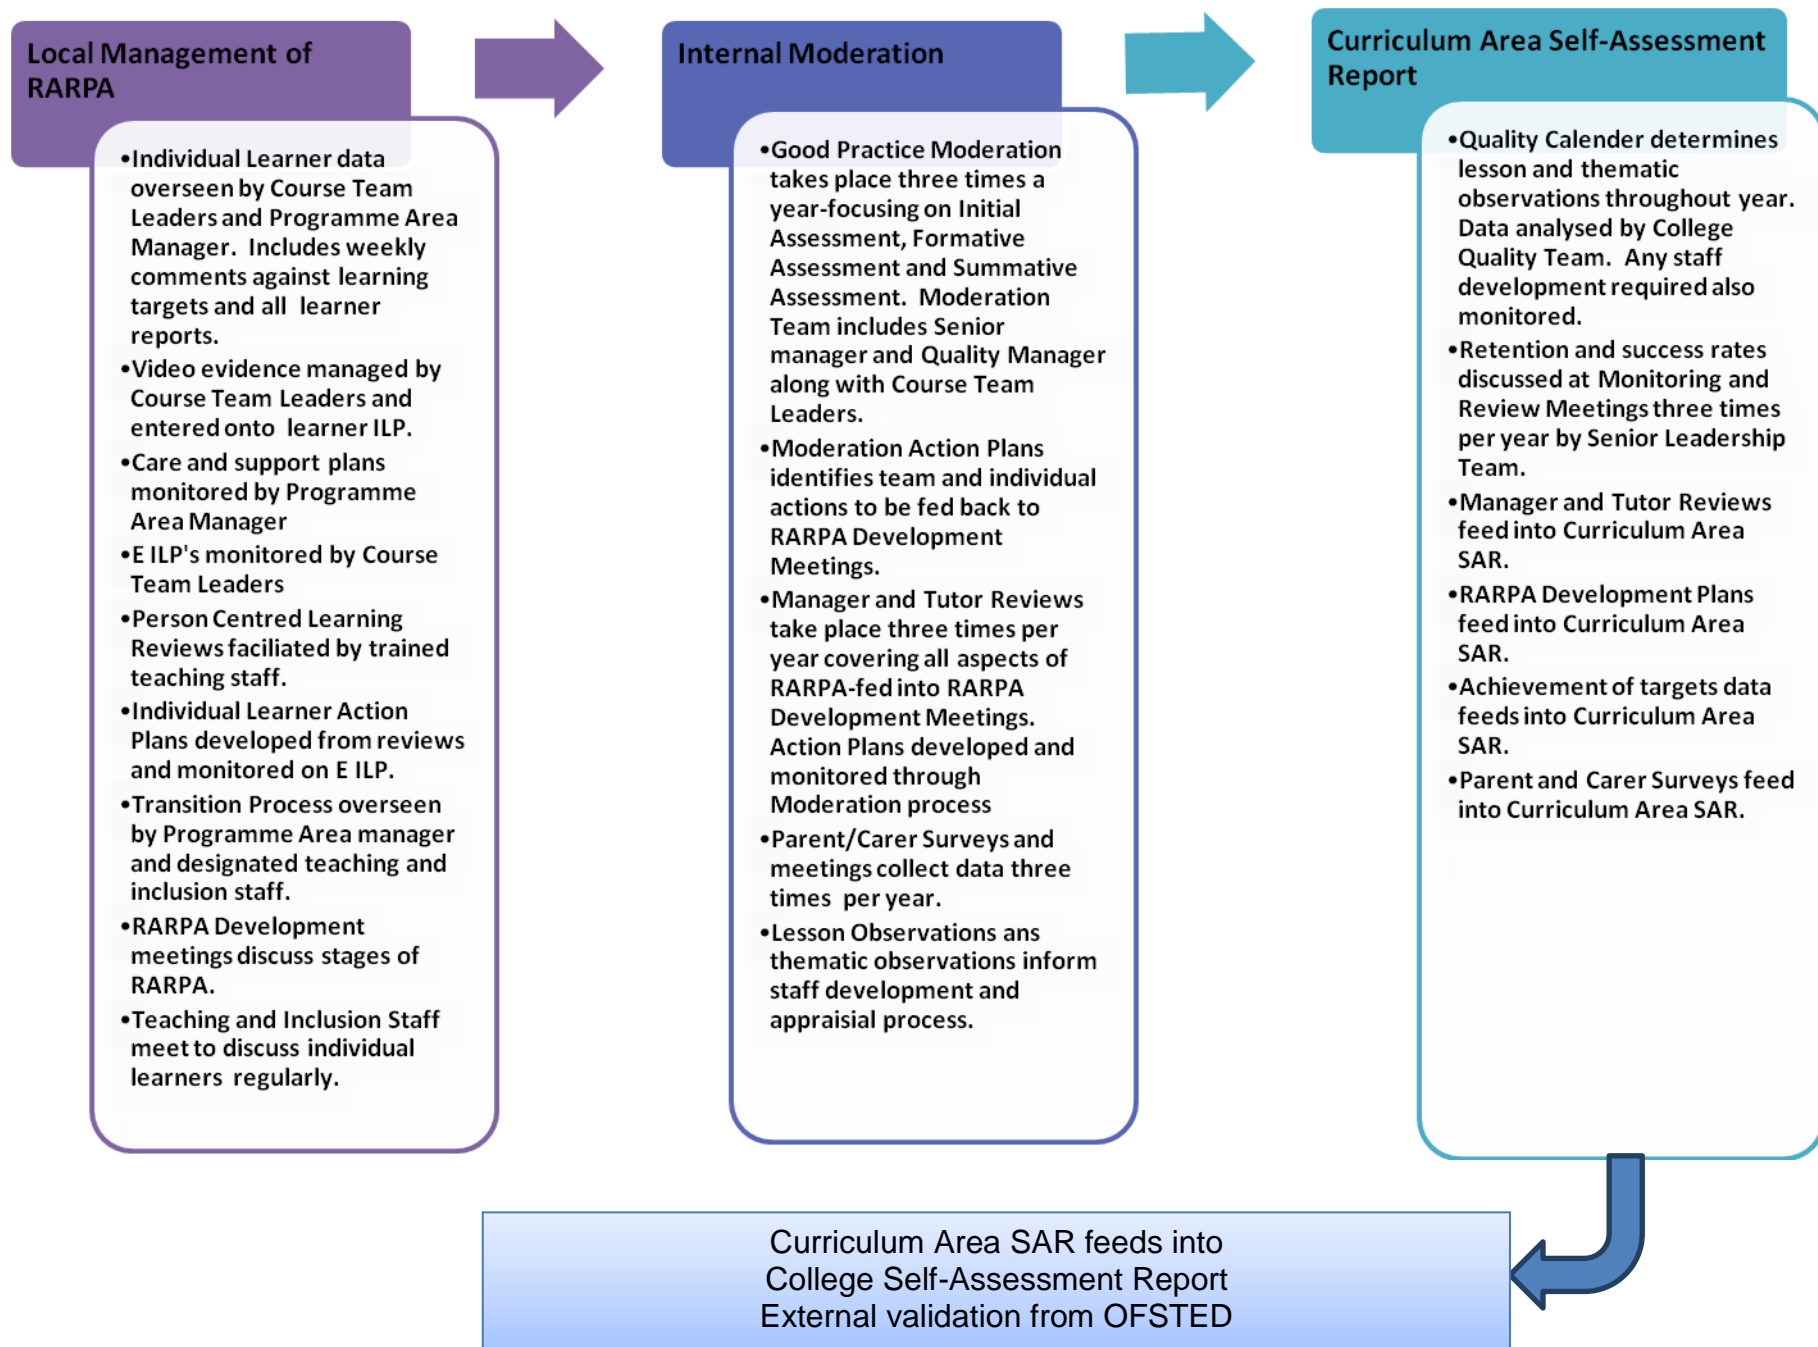 Local Management of
RARPA
•Individual Learner data
overseen by Course Team
Leaders and Programme Area
Manager.  Includes weekly
comments against learning
targets and all  learner
reports.
•Video evidence managed by
Course Team Leaders and
entered onto  learner ILP.
•Care and support plans
monitored by Programme
Area Manager
•E ILP's monitored by Course
Team Leaders
•Person Centred Learning
Reviews faciliated by trained
teaching staff.
•Individual Learner Action
Plans developed from reviews
and monitored on E ILP.
•Transition Process overseen
by Programme Area manager
and designated teaching and
inclusion staff.
•RARPA Development
meetings discuss stages of
RARPA.
•Teaching and Inclusion Staff
meet to discuss individual
learners  regularly.
Internal Moderation
•Good Practice Moderation
takes place three times a
year-focusing on Initial
Assessment, Formative
Assessment and Summative
Assessment.  Moderation
Team includes Senior
manager and Quality Manager
along with Course Team
Leaders.
•Moderation Action Plans
identifies team and individual
actions to be fed back to
RARPA Development
Meetings.
•Manager and Tutor Reviews
take place three times per
year covering all aspects of
RARPA-fed into RARPA
Development Meetings.
Action Plans developed and
monitored through
Moderation process
•Parent/Carer Surveys and
meetings collect data three
times  per year.
•Lesson Observations ans
thematic observations inform
staff development and
appraisial process.
Curriculum Area Self-Assessment
Report
•Quality Calender determines
lesson and thematic
observations throughout year.
Data analysed by College
Quality Team.  Any staff
development required also
monitored.
•Retention and success rates
discussed at Monitoring and
Review Meetings three times
per year by Senior Leadership
Team.
•Manager and Tutor Reviews
feed into Curriculum Area
SAR.
•RARPA Development Plans
feed into Curriculum Area
SAR.
•Achievement of targets data
feeds into Curriculum Area
SAR.
•Parent and Carer Surveys feed
into Curriculum Area SAR.
Curriculum Area SAR feeds into
College Self-Assessment Report
External validation from OFSTED